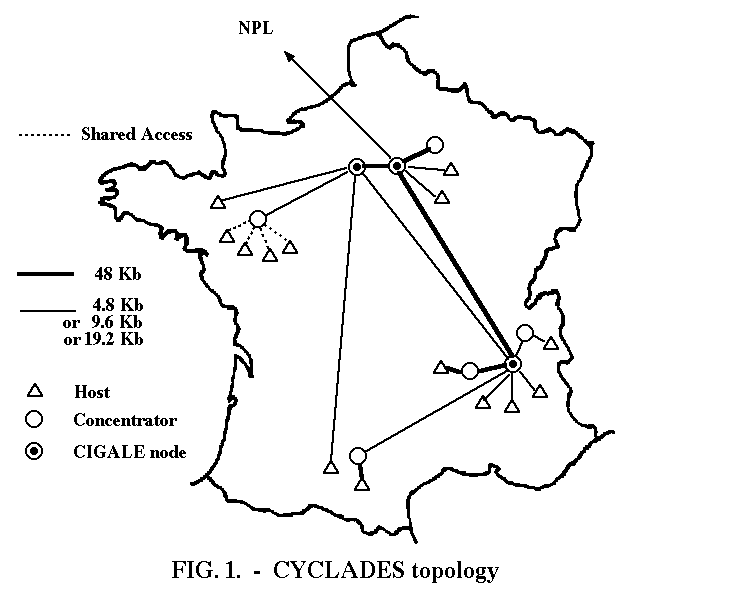 NPL
Shared Access
48 Kb
4.8 Kb
or 9.6 Kb
or 19.2 Kb
Host
Concentrator
CIGALE node
FIG. 1. - CYCLADES topology